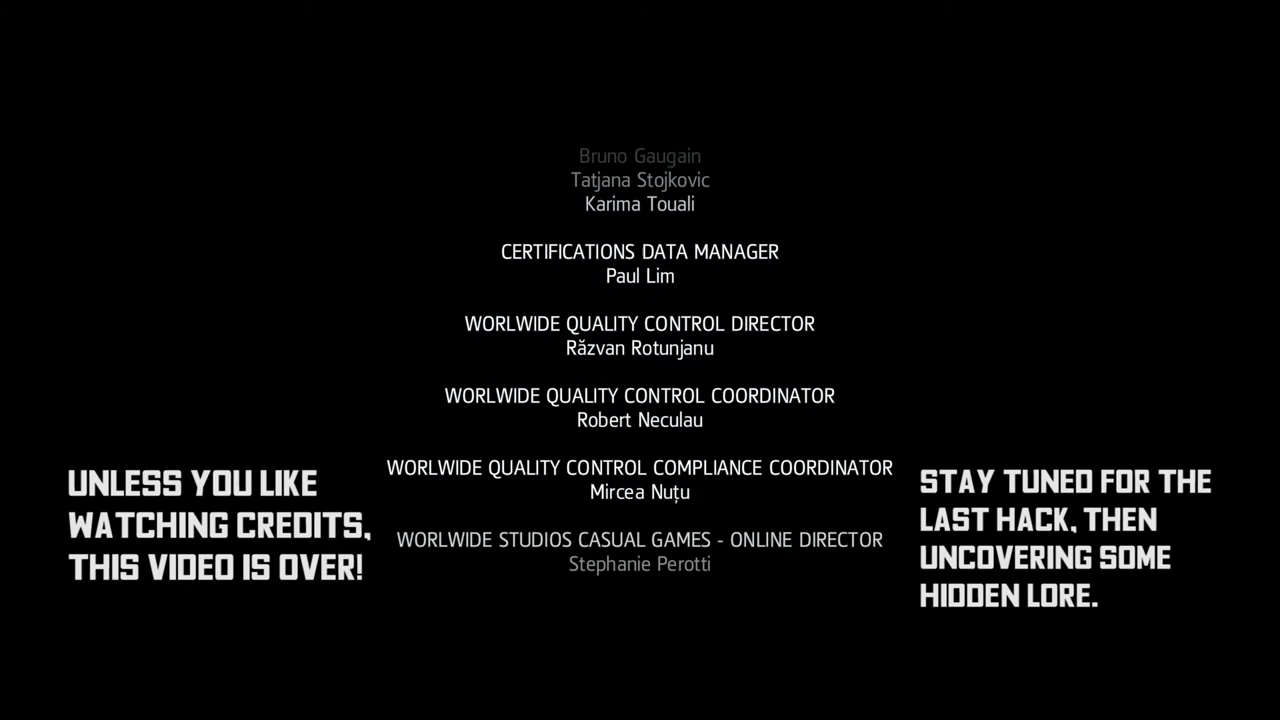 Bruno Gaugain
Tatjana Stojkovic
Karima Touali
CERTIFICATIONS DATA MANAGER
Paul Lim
WORLWIDE QUALITY CONTROL DIRECTOR
Răzvan Rotunjanu
WORLWIDE QUALITY CONTROL COORDINATOR
Robert Neculau
WORLWIDE QUALITY CONTROL COMPLIANCE COORDINATOR
Mircea Nuțu
WORLWIDE STUDIOS CASUAL GAMES - ONLINE DIRECTOR
Stephanie Perotti
UNLESS YOU LIKE
WATCHING CREDITS,
THIS VIDEO IS OVER!
STAY TUNED FOR THE
LAST HACK, THEN
UNCOVERING SOME
HIDDEN LORE.